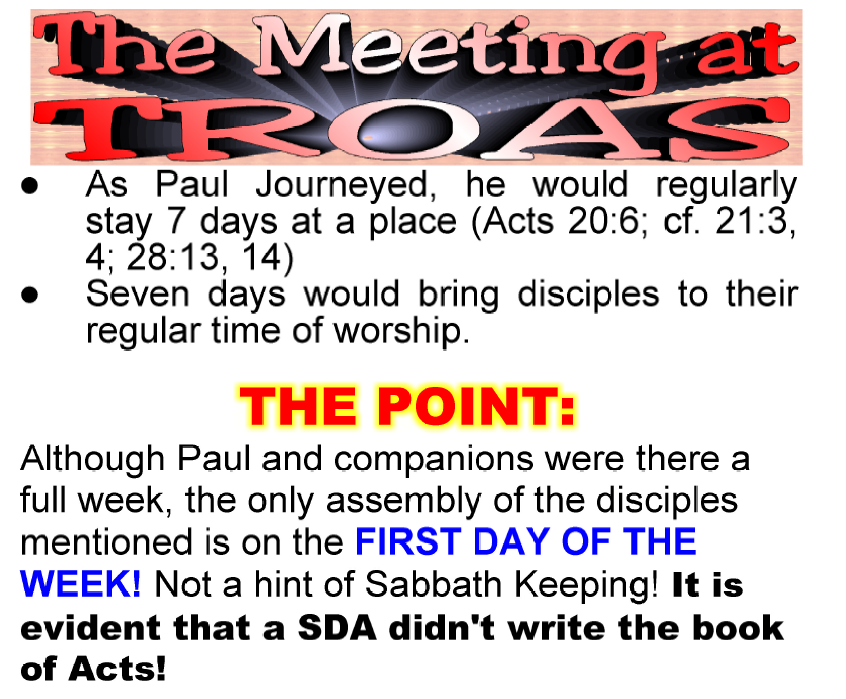 The Meeting at
TROAS
● As Paul Journeyed, he would regularly
stay 7 days at a place (Acts 20:6; cf. 21:3,
4; 28:13, 14)
● Seven days would bring disciples to their
regular time of worship.
THE POINT:
Although Paul and companions were there a
full week, the only assembly of the disciples
mentioned is on the FIRST DAY OF THE
WEEK! Not a hint of Sabbath Keeping! It is
evident that a SDA didn't write the book
of Acts!